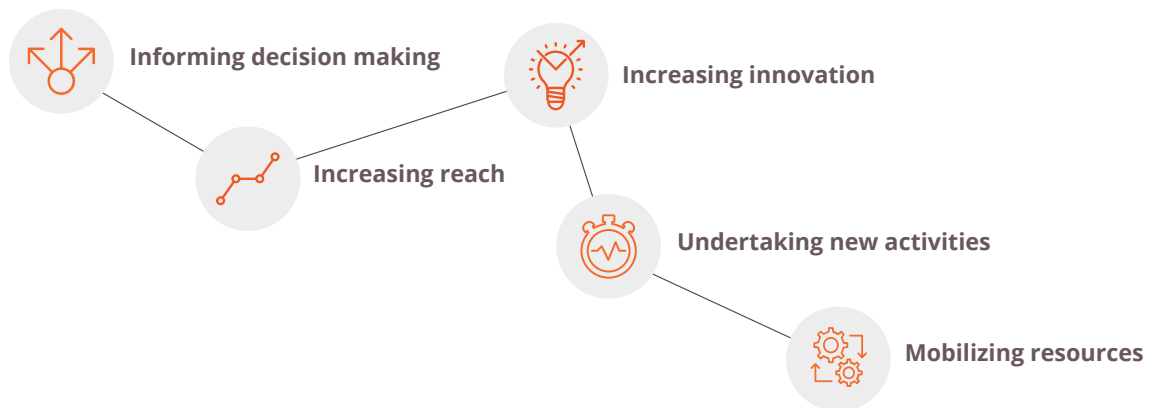 Informing decision making
Increasing innovation
Increasing reach
Undertaking new activities
Mobilizing resources